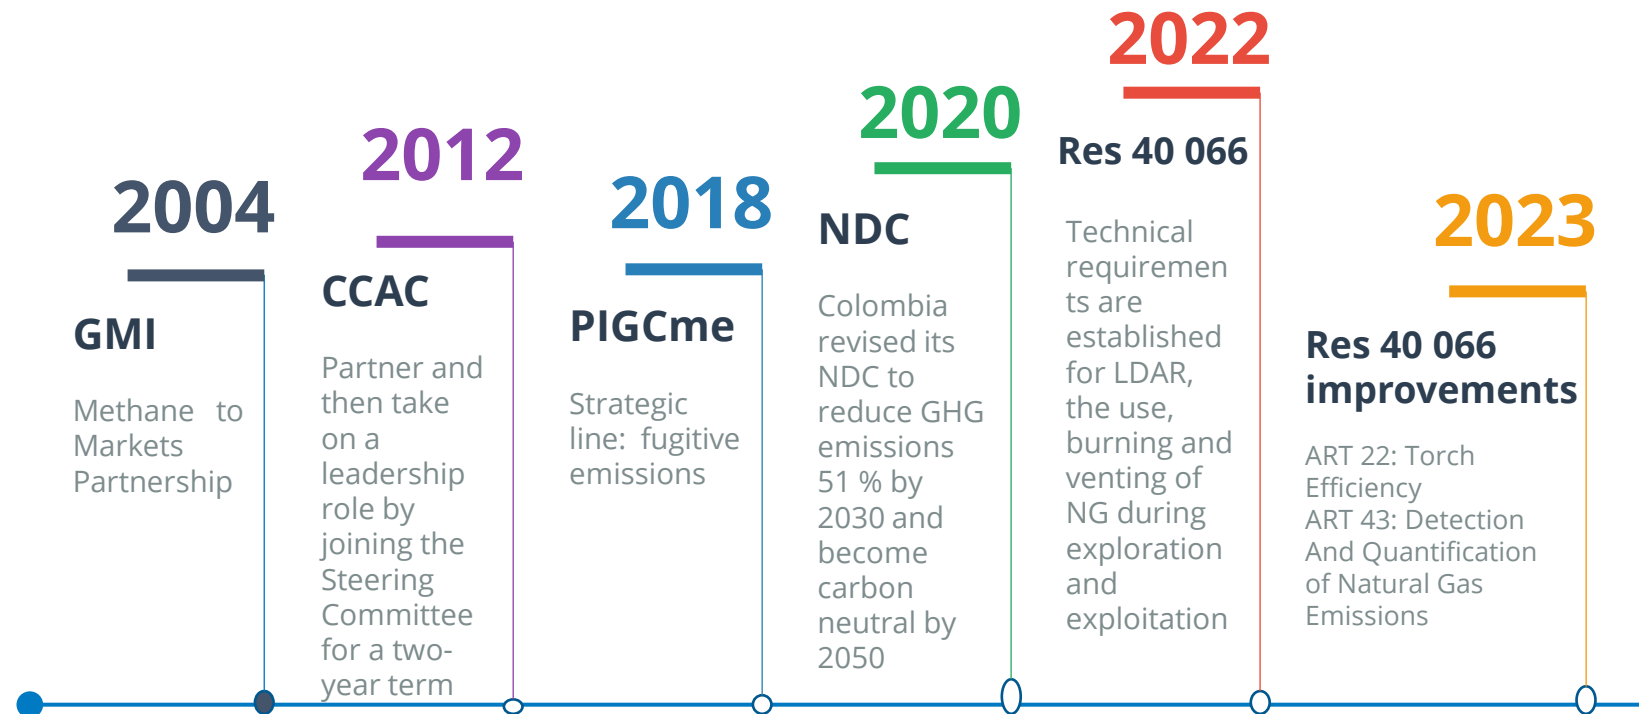 2004
GMI
Methane to
Markets
Partnership
2012
CCAC
Partner and
then take
on a
leadership
role by
joining the
Steering
Committee
for a two-
year term
2018
PIGCme
Strategic
line: fugitive
emissions
2020
NDC
Colombia
revised its
NDC to
reduce GHG
emissions
51 % by
2030 and
become
carbon
neutral by
2050
2022
Res 40 066
Technical
requiremen
ts are
established
for LDAR,
the use,
burning and
venting of
NG during
exploration
and
exploitation
2023
Res 40 066
improvements
ART 22: Torch
Efficiency
ART 43: Detection
And Quantification
of Natural Gas
Emissions